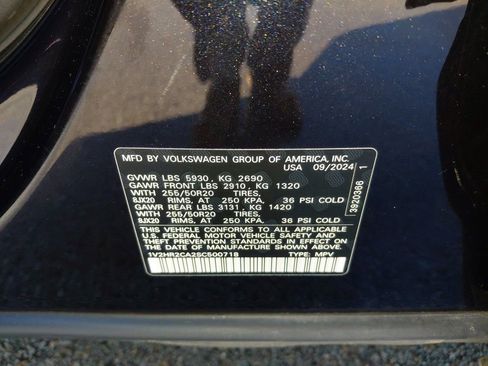 MFD BY VOLKSWAGEN GROUP OF AMERICA, INC.
USA 09/2024
GVWR LBS 5930, KG 2690
GAWR FRONT LBS 2910, KG 1320
WITH 255/50R20 TIRES,
8JX20 RIMS, AT 250 KPA, 36 PSI COLD
GAWR REAR LBS 3131, KG 1420
WITH 255/50R20 TIRES,
8JX20 RIMS, AT 250 KPA, 36 PSI COLD
THIS VEHICLE CONFORMS TO ALL APPLICABLE
U.S. FEDERAL MOTOR VEHICLE SAFETY AND
THEFT PREVENTION STANDARDS IN EFFECT ON THE
DATE OF MANUFACTURE SHOWN ABOVE.
1V2HR2CA2SC500718 TYPE: MPV
3920366 1